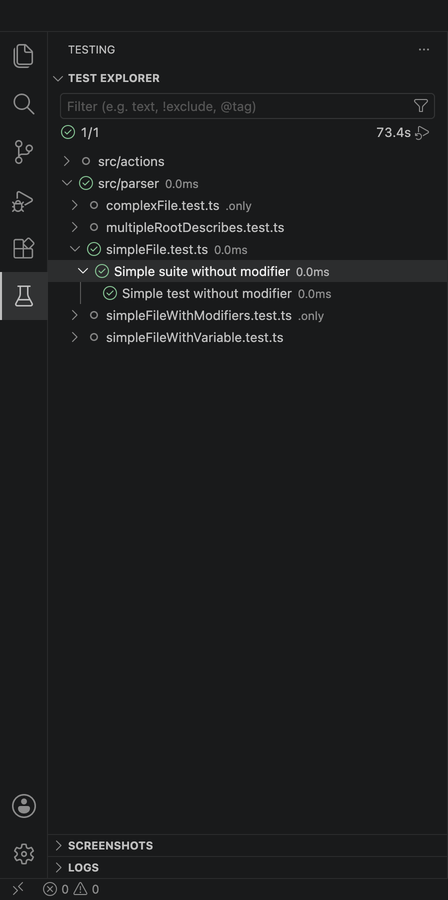 TESTING
TEST EXPLORER
Filter (e.g. text, !exclude, @tag)
1/1 73.4s
src/actions
src/parser 0.0ms
complexFile.test.ts .only
multipleRootDescribes.test.ts
simpleFile.test.ts 0.0ms
Simple suite without modifier 0.0ms
Simple test without modifier 0.0ms
simpleFileWithModifiers.test.ts .only
simpleFileWithVariable.test.ts
SCREENSHOTS
LOGS
0 0